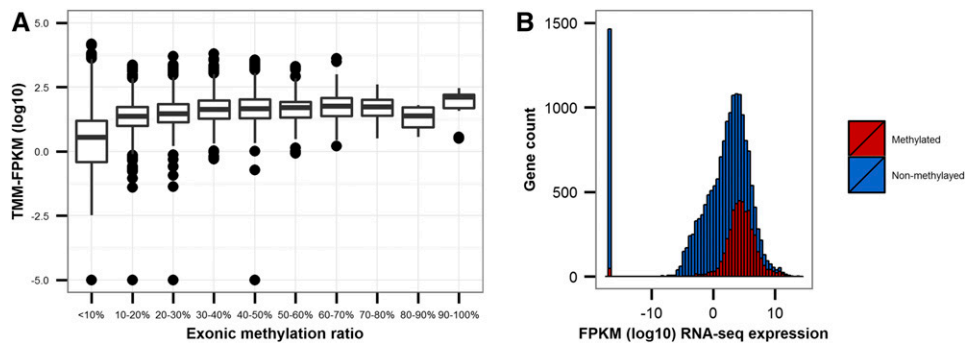 A
TMM-FPKM (log10)
5.0
2.5
0.0
-2.5
-5.0
<10% 10-20% 20-30% 30-40% 40-50% 50-60% 60-70% 70-80% 80-90% 90-100%
Exonic methylation ratio
B
Gene count
1500
1000
500
0
-10 0 10
FPKM (log10) RNA-seq expression
Methylated
Non-methylayed